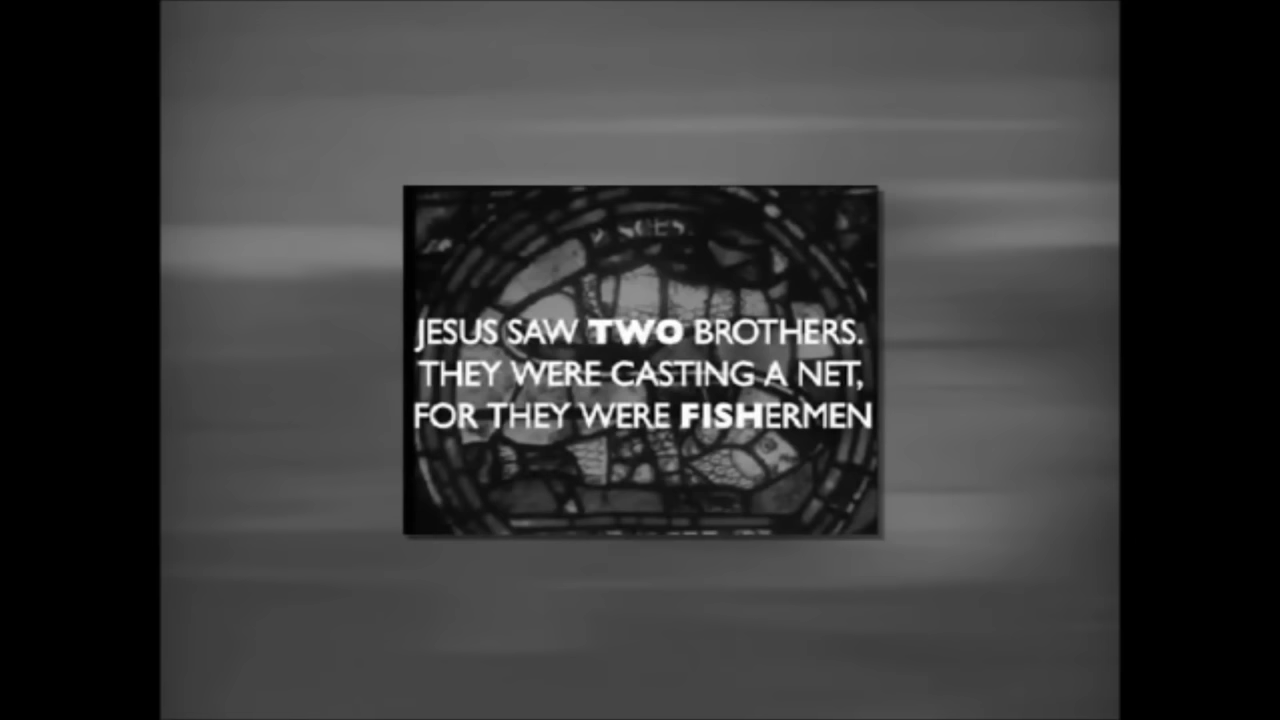 JESUS SAW TWO BROTHERS.
THEY WERE CASTING A NET,
FOR THEY WERE FISHERMEN